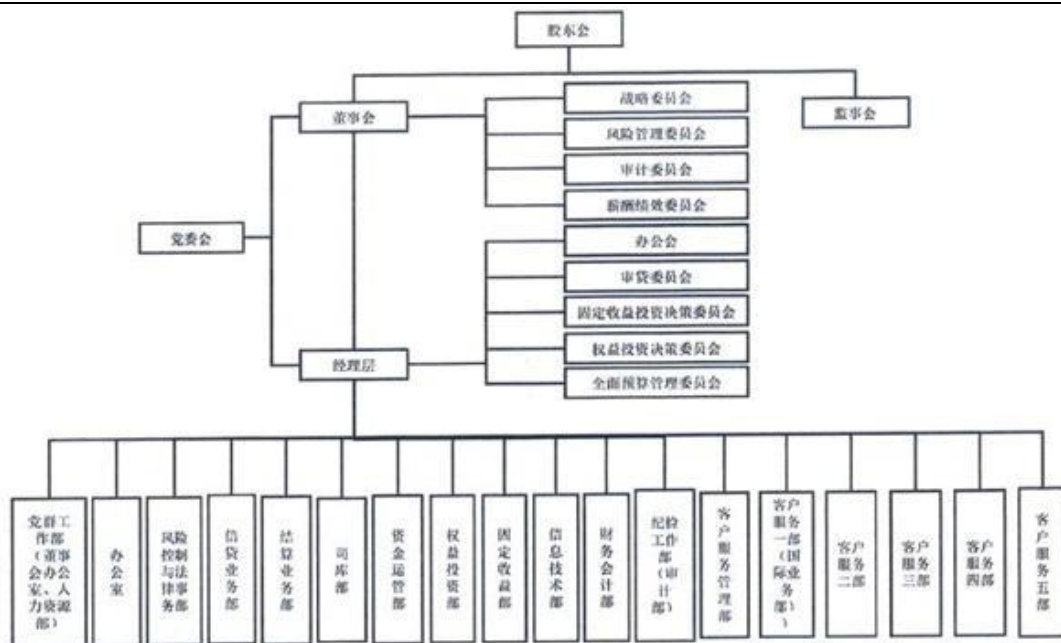 股东会
董事会
监事会
战略委员会
风险管理委员会
审计委员会
薪酬绩效委员会
党委会
办公会
审贷委员会
固定收益投资决策委员会
权益投资决策委员会
经理层
全面预算管理委员会
党群工
作部
（董事
会办公
室、人
力资源
部）
办公室
风险
控制
与法
律事
务部
信贷业务部
结算业务部
司库部
资金运管部
权益投资部
固定收益部
信息技术部
财务会计部
纪检
工作
部（审
计
部）
客户服务管理部
客户
服务
一部
（国
际业
务
部）
客户
服务
二部
客户
服务
三部
客户
服务
四部
客户服务五部